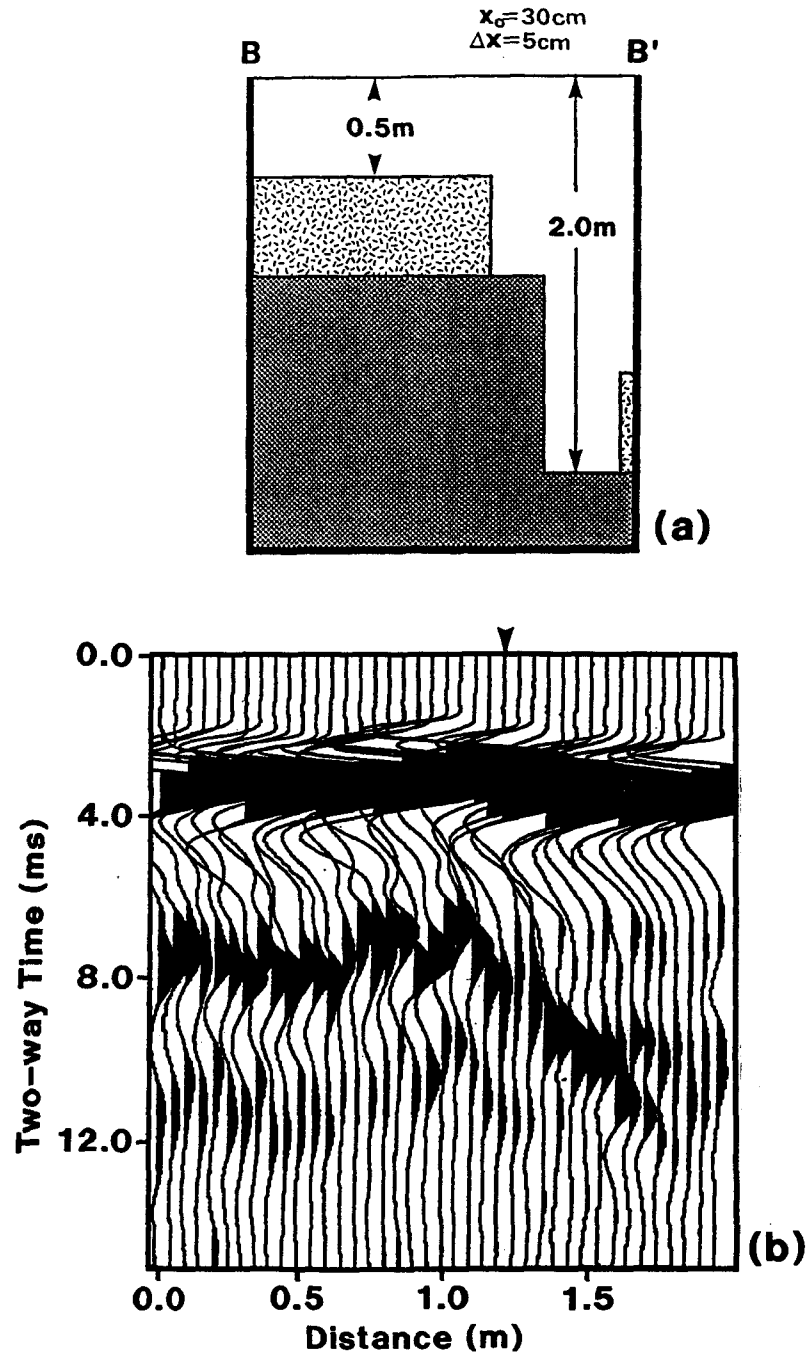 x₀=30cm
Δx=5cm
B
B'
0.5m
2.0m
(a)
0.0
4.0
8.0
12.0
Two-way Time (ms)
0.0
0.5
1.0
1.5
Distance (m)
(b)